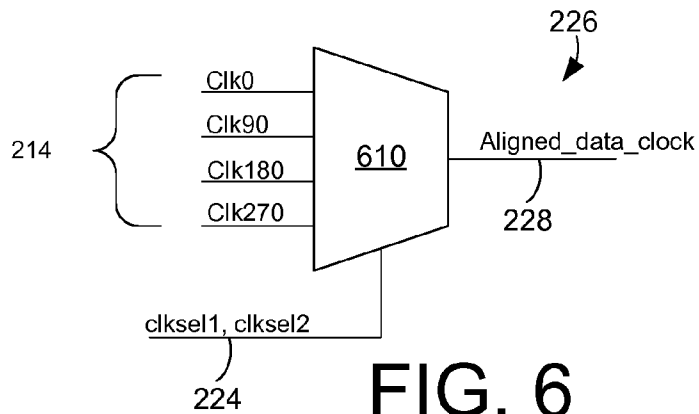 226
Clk0
Clk90
214
610
Aligned_data_clock
Clk180
Clk270
228
clksel1, clksel2
224
FIG. 6